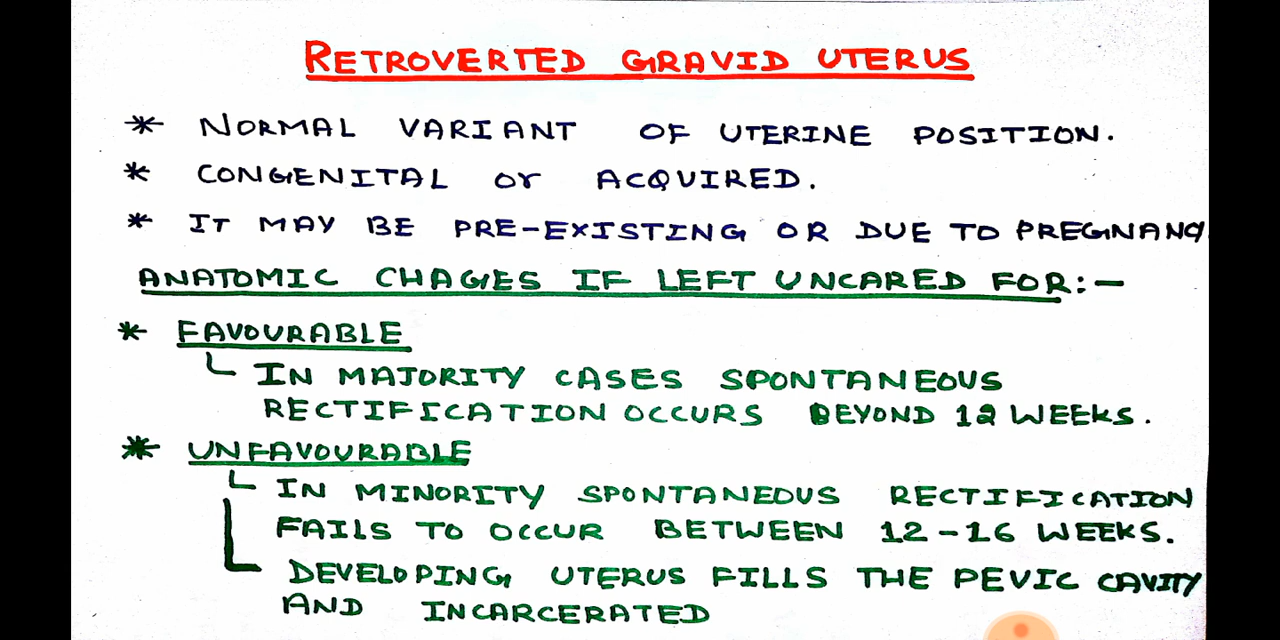 RETROVERTED GRAVID UTERUS
* NORMAL VARIANT OF UTERINE POSITION.
* CONGENITAL or ACQUIRED.
* IT MAY BE PRE-EXISTING OR DUE TO PREGNANCY
ANATOMIC CHAGES IF LEFT UNCARED FOR:-
* FAVOURABLE
IN MAJORITY CASES SPONTANEOUS
RECTIFICATION OCCURS BEYOND 12 WEEKS.
* UNFAVOURABLE
IN MINORITY SPONTANEOUS RECTIFICATION
FAILS TO OCCUR BETWEEN 12-16 WEEKS.
DEVELOPING UTERUS FILLS THE PEVIC CAVITY
AND INCARCERATED